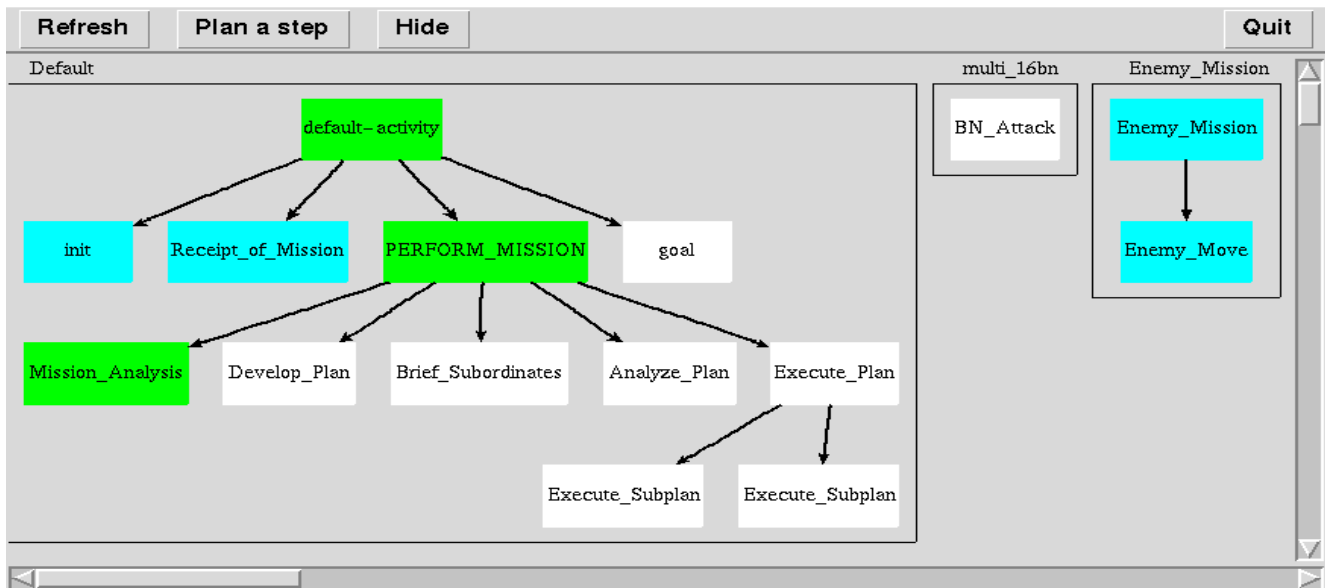 Refresh
Plan a step
Hide
Quit
Default
multi_16bn
Enemy_Mission
default-activity
BN_Attack
Enemy_Mission
init
Receipt_of_Mission
PERFORM_MISSION
goal
Enemy_Move
Mission_Analysis
Develop_Plan
Brief_Subordinates
Analyze_Plan
Execute_Plan
Execute_Subplan
Execute_Subplan